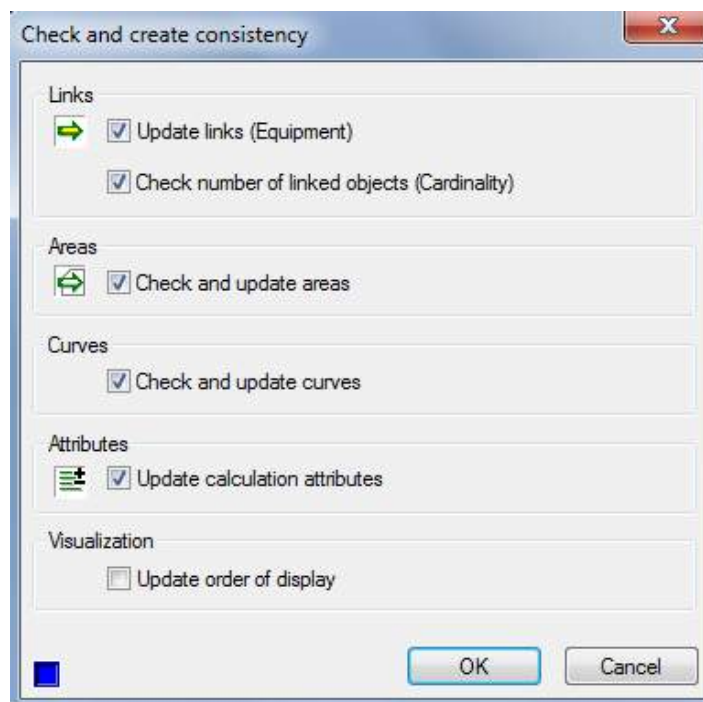 Check and create consistency
Links
Update links (Equipment)
Check number of linked objects (Cardinality)
Areas
Check and update areas
Curves
Check and update curves
Attributes
Update calculation attributes
Visualization
Update order of display
OK
Cancel